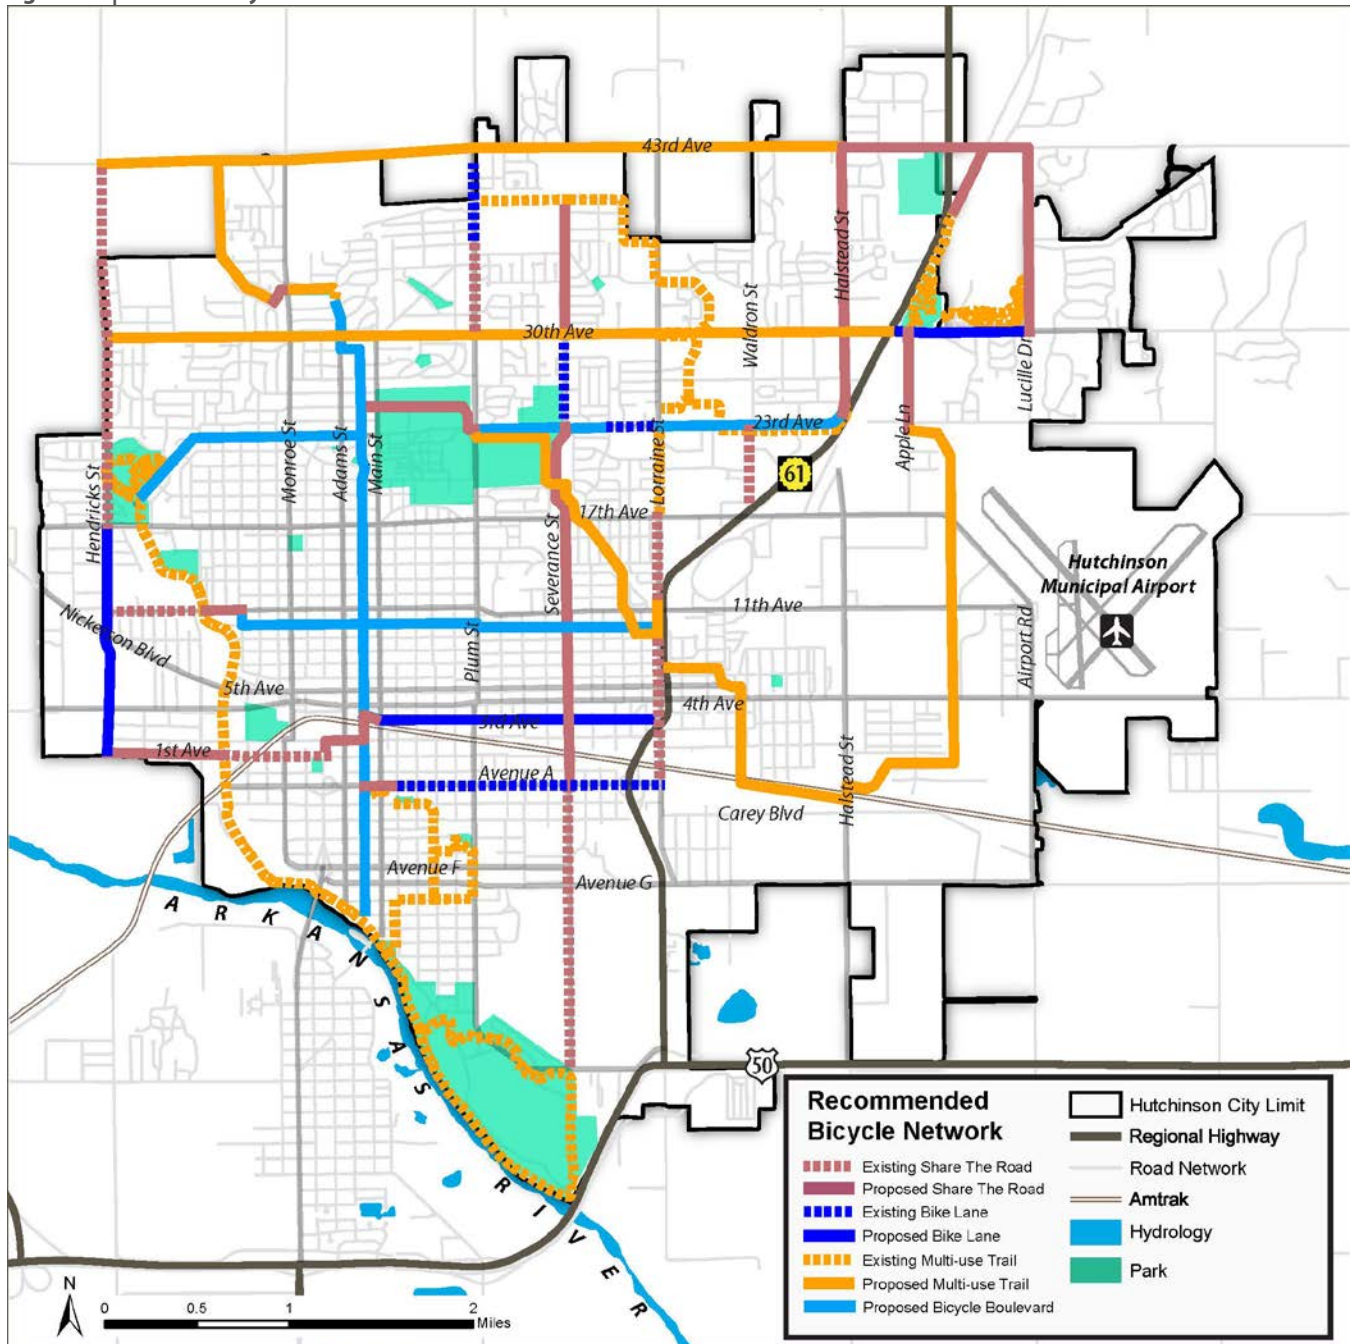 43rd Ave
Halstead St
30th Ave
Waldron St
Lucille Dr
23rd Ave
Apple Ln
Monroe St
Adams St
Main St
Plum St
Lorraine St
61
Hendricks St
17th Ave
Severance St
Hutchinson
Municipal Airport
11th Ave
Nickerson Blvd
Airport Rd
5th Ave
4th Ave
3rd Ave
1st Ave
Avenue A
Halstead St
Carey Blvd
Avenue F
Avenue G
ARKANSAS RIVER
50
Recommended
Bicycle Network
Existing Share The Road
Proposed Share The Road
Existing Bike Lane
Proposed Bike Lane
Existing Multi-use Trail
Proposed Multi-use Trail
Proposed Bicycle Boulevard
Hutchinson City Limit
Regional Highway
Road Network
Amtrak
Hydrology
Park
N
0 0.5 1 2
Miles